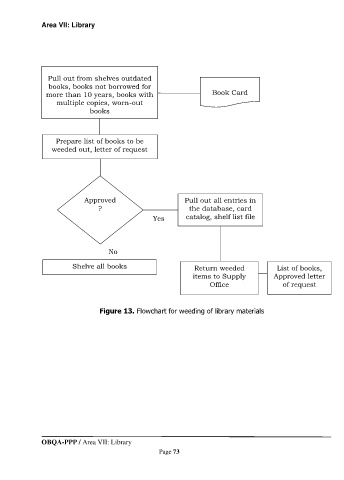 Area VII: Library
Pull out from shelves outdated
books, books not borrowed for
more than 10 years, books with
multiple copies, worn-out
books
Book Card
Prepare list of books to be
weeded out, letter of request
Approved
?
Yes
Pull out all entries in
the database, card
catalog, shelf list file
No
Shelve all books
Return weeded
items to Supply
Office
List of books,
Approved letter
of request
Figure 13. Flowchart for weeding of library materials
OBQA-PPP / Area VII: Library
Page 73